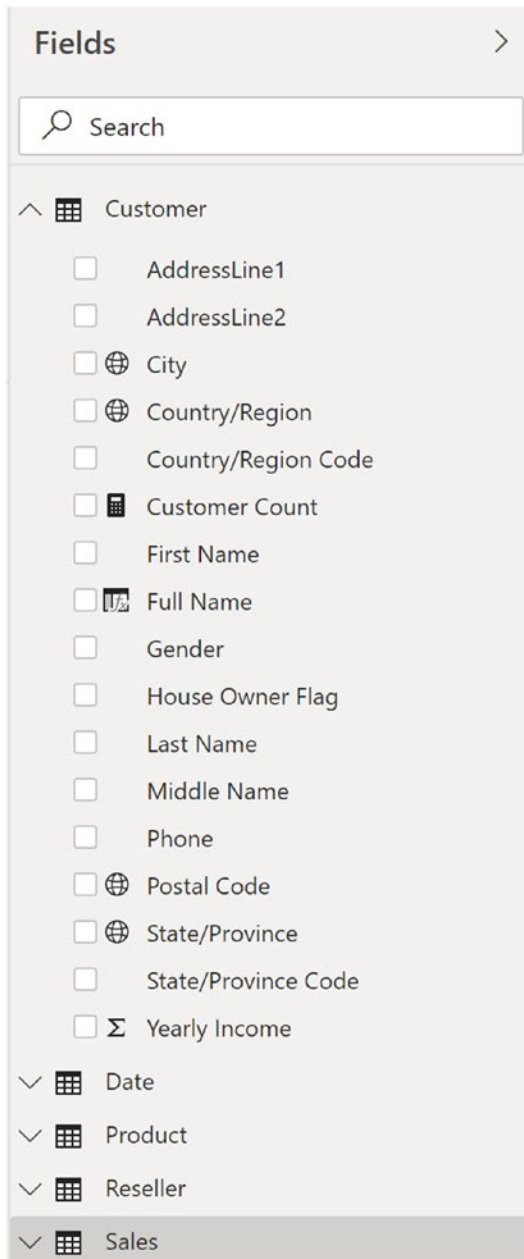 Fields
Search
Customer
AddressLine1
AddressLine2
City
Country/Region
Country/Region Code
Customer Count
First Name
Full Name
Gender
House Owner Flag
Last Name
Middle Name
Phone
Postal Code
State/Province
State/Province Code
Σ Yearly Income
Date
Product
Reseller
Sales